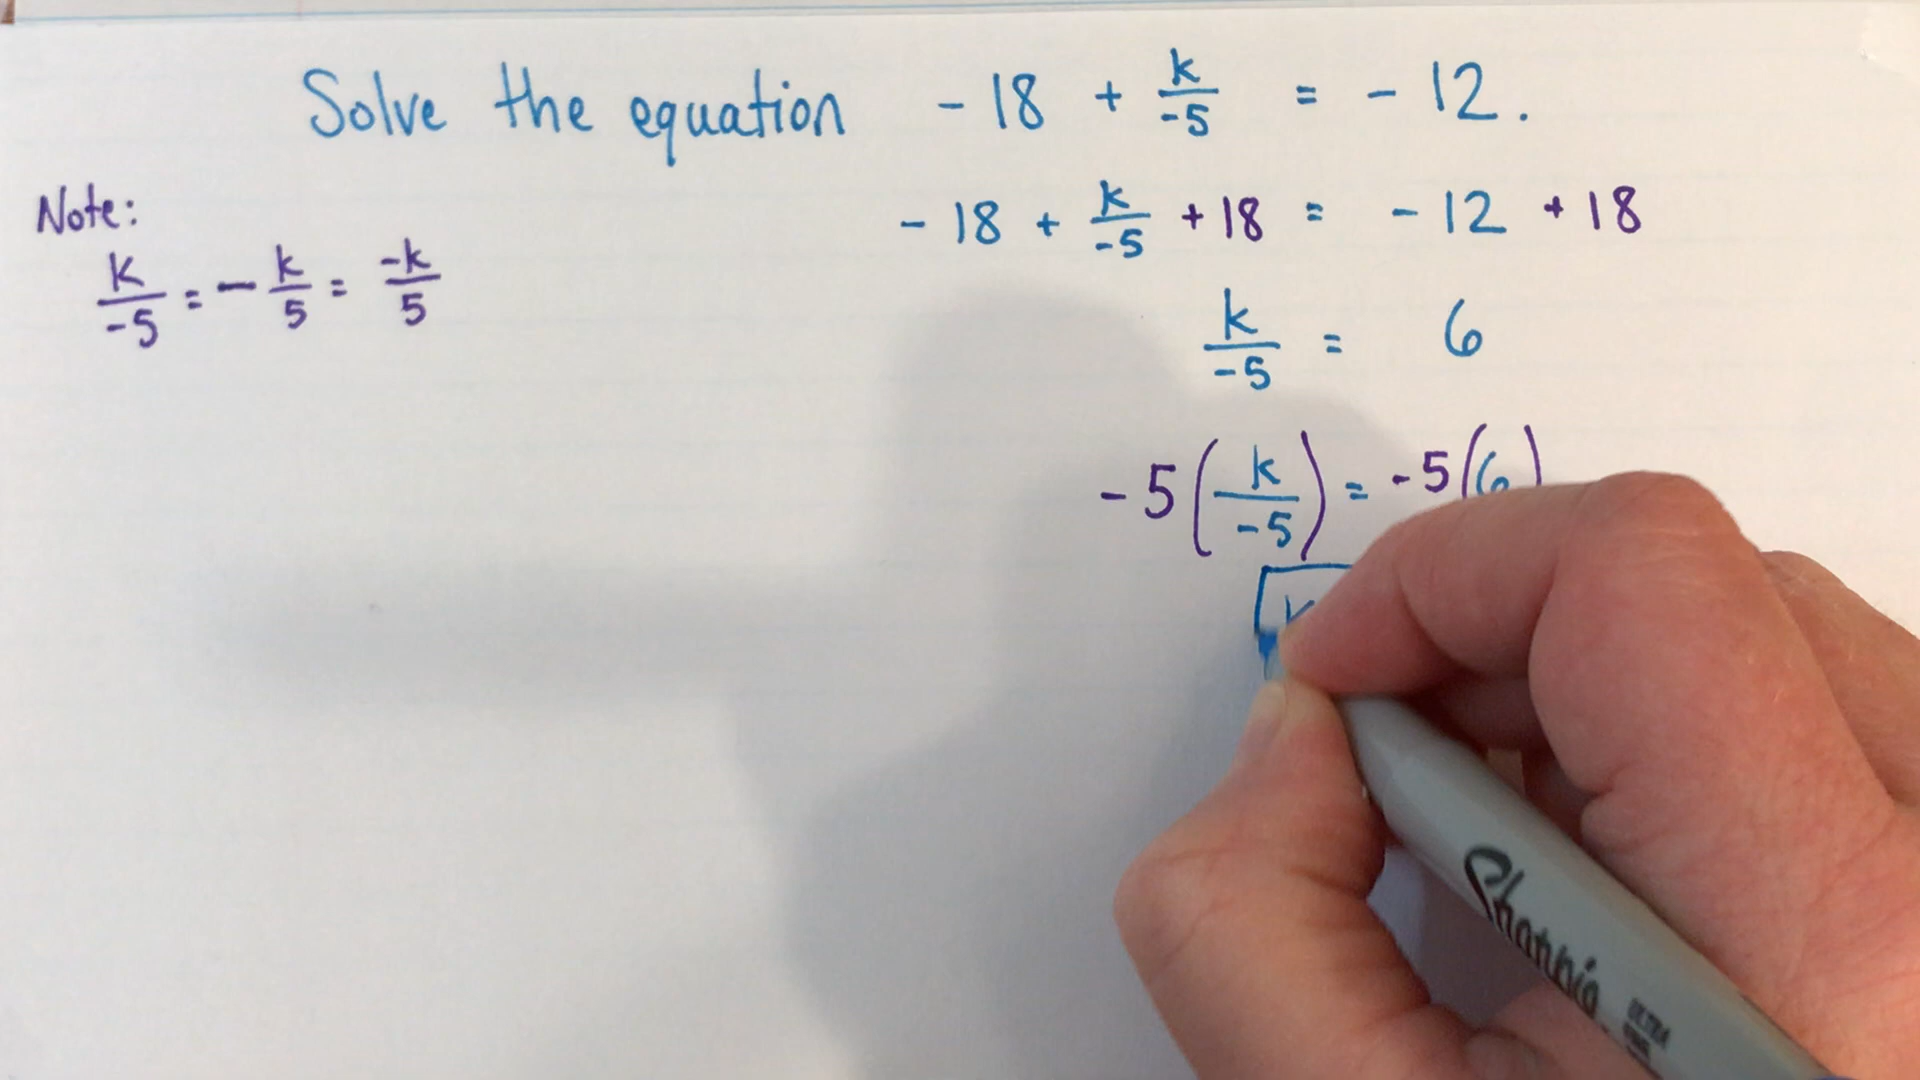 Solve the equation -18 + k/-5 = -12.
Note:
k/-5 = -k/5 = -k/5
-18 + k/-5 +18 = -12 +18
k/-5 = 6
-5(k/-5) = -5(6)
k
Sharpie
ULTRA